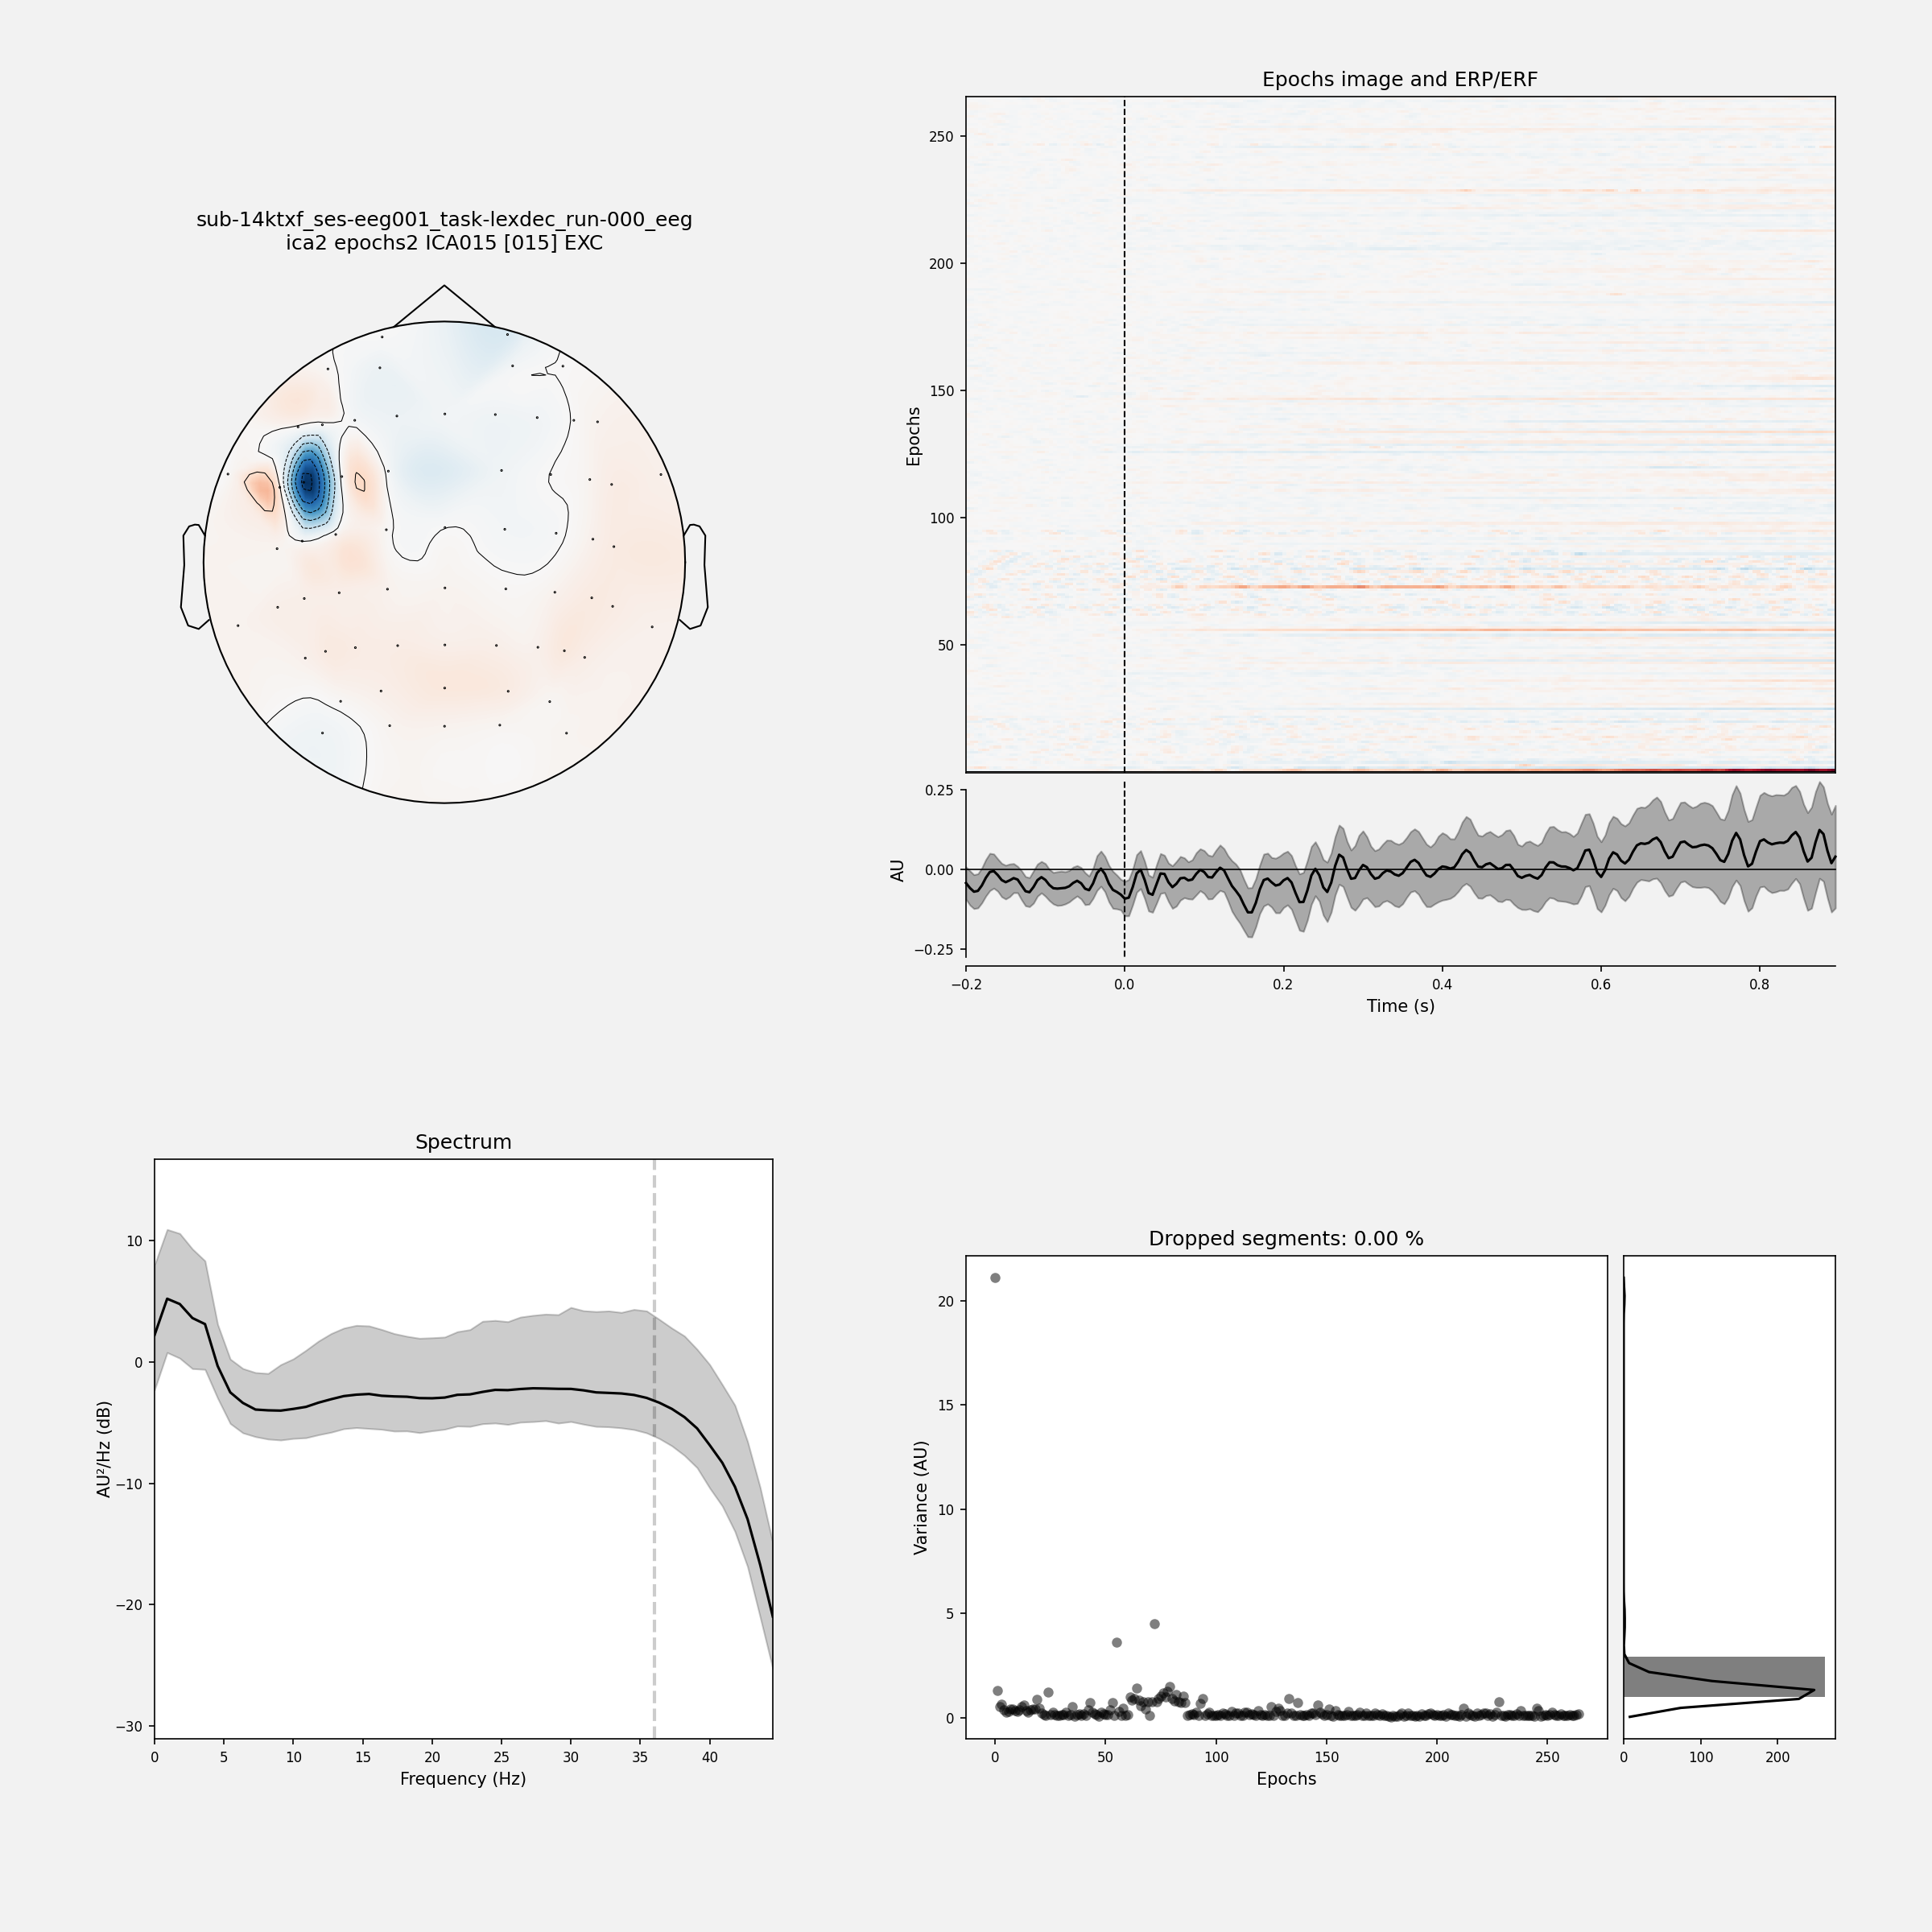 sub-14ktxf_ses-eeg001_task-lexdec_run-000_eeg
ica2 epochs2 ICA015 [015] EXC
Epochs image and ERP/ERF
Epochs
250
200
150
100
50
AU
0.25
0.00
−0.25
−0.2 0.0 0.2 0.4 0.6 0.8
Time (s)
Spectrum
AU²/Hz (dB)
10
0
−10
−20
−30
0 5 10 15 20 25 30 35 40
Frequency (Hz)
Dropped segments: 0.00 %
Variance (AU)
20
15
10
5
0
0 50 100 150 200 250
Epochs
0 100 200